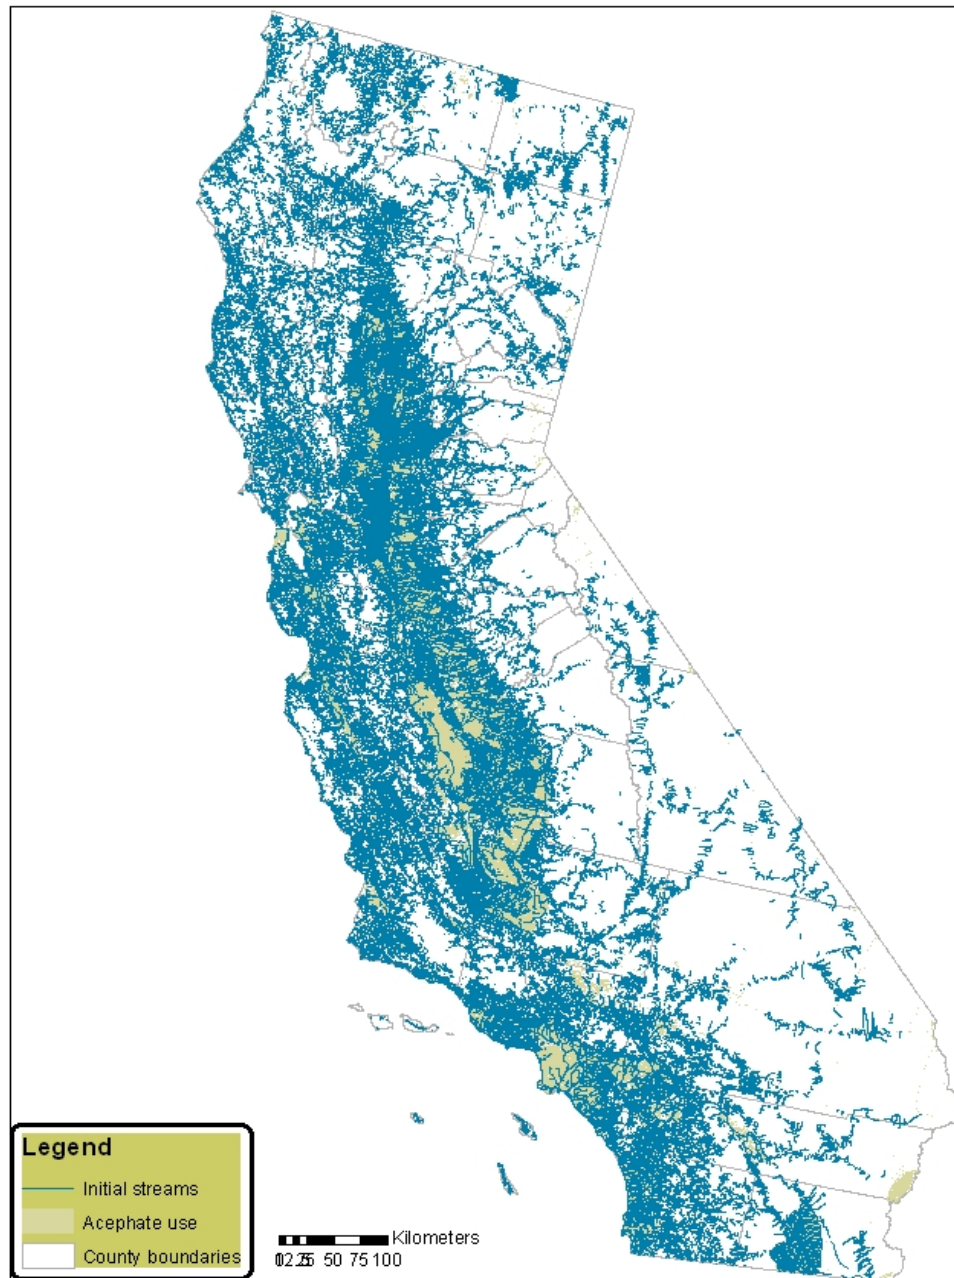 Legend
Initial streams
Acephate use
County boundaries
Kilometers
50 75 100